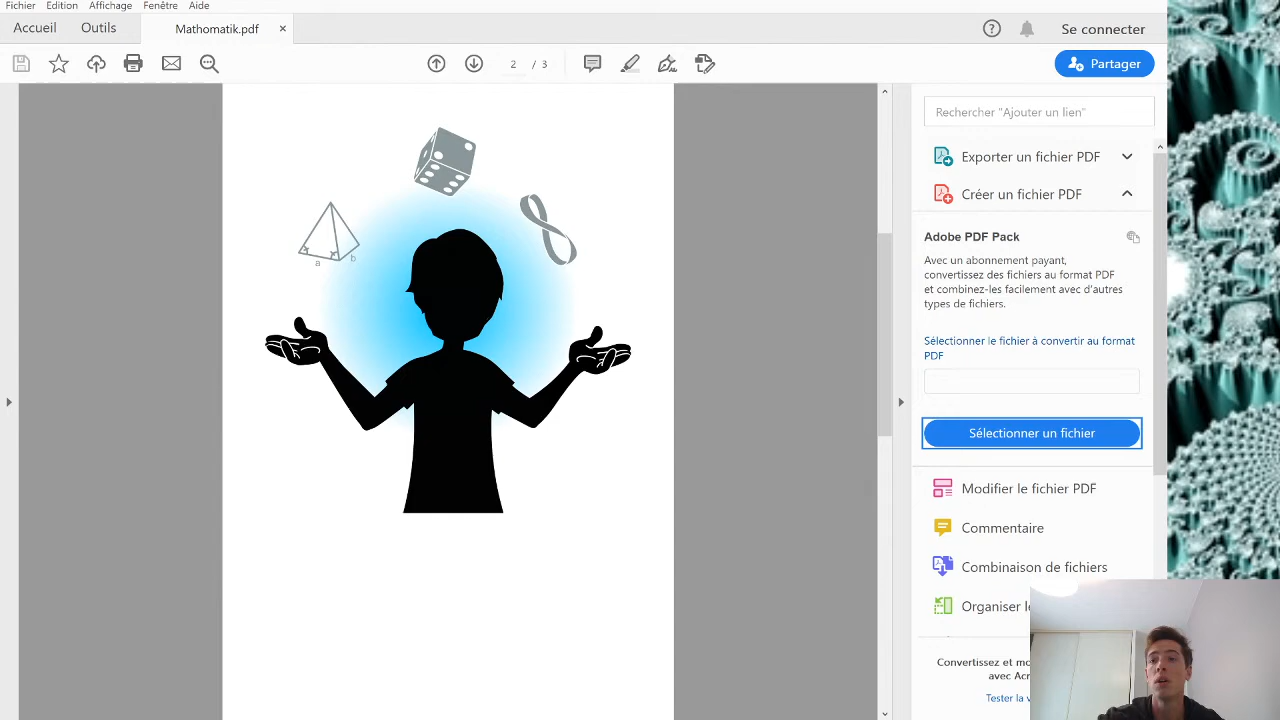 Fichier Edition Affichage Fenêtre Aide
Accueil Outils Mathomatik.pdf × Se connecter
2 / 3 Partager
Rechercher "Ajouter un lien"
Exporter un fichier PDF
Créer un fichier PDF
Adobe PDF Pack
Avec un abonnement payant,
convertissez des fichiers au format PDF
et combinez-les facilement avec d'autres
types de fichiers.
Sélectionner le fichier à convertir au format
PDF
Sélectionner un fichier
Modifier le fichier PDF
Commentaire
Combinaison de fichiers
Organiser
Convertissez et
avec
Tester la
a
b